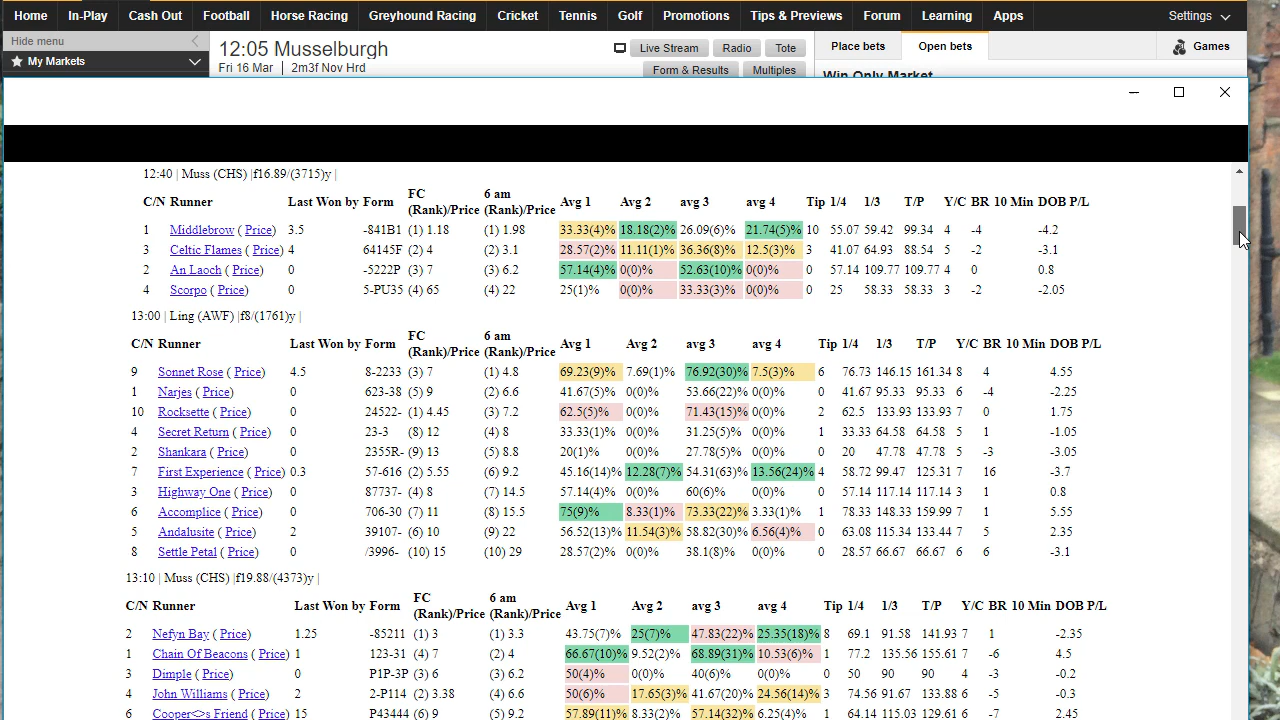 Home In-Play Cash Out Football Horse Racing Greyhound Racing Cricket Tennis Golf Promotions Tips & Previews Forum Learning Apps Settings
Hide menu
My Markets
12:05 Musselburgh
Fri 16 Mar | 2m3f Nov Hrd
Live Stream Radio Tote
Form & Results Multiples
Place bets Open bets Games
Win Only Market
12:40 | Muss (CHS) |f16.89/(3715)y |
C/N Runner Last Won by Form FC (Rank)/Price 6 am (Rank)/Price Avg 1 Avg 2 avg 3 avg 4 Tip 1/4 1/3 T/P Y/C BR 10 Min DOB P/L
1 Middlebrow ( Price) 3.5 -841B1 (1) 1.18 (1) 1.98 33.33(4)% 18.18(2)% 26.09(6)% 21.74(5)% 10 55.07 59.42 99.34 4 -4 -4.2
3 Celtic Flames ( Price) 4 64145F (2) 4 (2) 3.1 28.57(2)% 11.11(1)% 36.36(8)% 12.5(3)% 3 41.07 64.93 88.54 5 -2 -3.1
2 An Laoch ( Price) 0 -5222P (3) 7 (3) 6.2 57.14(4)% 0(0)% 52.63(10)% 0(0)% 0 57.14 109.77 109.77 4 0 0.8
4 Scorpo ( Price) 0 5-PU35 (4) 65 (4) 22 25(1)% 0(0)% 33.33(3)% 0(0)% 0 25 58.33 58.33 3 -2 -2.05
13:00 | Ling (AWF) |f8/(1761)y |
C/N Runner Last Won by Form FC (Rank)/Price 6 am (Rank)/Price Avg 1 Avg 2 avg 3 avg 4 Tip 1/4 1/3 T/P Y/C BR 10 Min DOB P/L
9 Sonnet Rose ( Price) 4.5 8-2233 (3) 7 (1) 4.8 69.23(9)% 7.69(1)% 76.92(30)% 7.5(3)% 6 76.73 146.15 161.34 8 4 4.55
1 Narjes ( Price) 0 623-38 (5) 9 (2) 6.6 41.67(5)% 0(0)% 53.66(22)% 0(0)% 0 41.67 95.33 95.33 6 -4 -2.25
10 Rocksette ( Price) 0 24522- (1) 4.45 (3) 7.2 62.5(5)% 0(0)% 71.43(15)% 0(0)% 2 62.5 133.93 133.93 7 0 1.75
4 Secret Return ( Price) 0 23-3 (8) 12 (4) 8 33.33(1)% 0(0)% 31.25(5)% 0(0)% 1 33.33 64.58 64.58 5 1 -1.05
2 Shankara ( Price) 0 2355R- (9) 13 (5) 8.8 20(1)% 0(0)% 27.78(5)% 0(0)% 0 20 47.78 47.78 5 -3 -3.05
7 First Experience ( Price) 0.3 57-616 (2) 5.55 (6) 9.2 45.16(14)% 12.28(7)% 54.31(63)% 13.56(24)% 4 58.72 99.47 125.31 7 16 -3.7
3 Highway One ( Price) 0 87737- (4) 8 (7) 14.5 57.14(4)% 0(0)% 60(6)% 0(0)% 0 57.14 117.14 117.14 3 1 0.8
6 Accomplice ( Price) 0 706-30 (7) 11 (8) 15.5 75(9)% 8.33(1)% 73.33(22)% 3.33(1)% 1 78.33 148.33 159.99 7 1 5.55
5 Andalusite ( Price) 2 39107- (6) 10 (9) 22 56.52(13)% 11.54(3)% 58.82(30)% 6.56(4)% 0 63.08 115.34 133.44 7 5 2.35
8 Settle Petal ( Price) 0 /3996- (10) 15 (10) 29 28.57(2)% 0(0)% 38.1(8)% 0(0)% 0 28.57 66.67 66.67 6 6 -3.1
13:10 | Muss (CHS) |f19.88/(4373)y |
C/N Runner Last Won by Form FC (Rank)/Price 6 am (Rank)/Price Avg 1 Avg 2 avg 3 avg 4 Tip 1/4 1/3 T/P Y/C BR 10 Min DOB P/L
2 Nefyn Bay ( Price) 1.25 -85211 (1) 3 (1) 3.3 43.75(7)% 25(7)% 47.83(22)% 25.35(18)% 8 69.1 91.58 141.93 7 1 -2.35
1 Chain Of Beacons ( Price) 1 123-31 (4) 7 (2) 4 66.67(10)% 9.52(2)% 68.89(31)% 10.53(6)% 1 77.2 135.56 155.61 7 -6 4.5
3 Dimple ( Price) 0 P1P-3P (3) 6 (3) 6.2 50(4)% 0(0)% 40(6)% 0(0)% 0 50 90 90 4 -3 -0.2
4 John Williams ( Price) 2 2-P114 (2) 3.38 (4) 6.6 50(6)% 17.65(3)% 41.67(20)% 24.56(14)% 3 74.56 91.67 133.88 6 -5 -0.3
6 Cooper<>s Friend ( Price) 15 P43444 (6) 9 (5) 9.2 57.89(11)% 8.33(2)% 57.14(32)% 6.25(4)% 1 64.14 115.03 129.61 6 -7 2.45